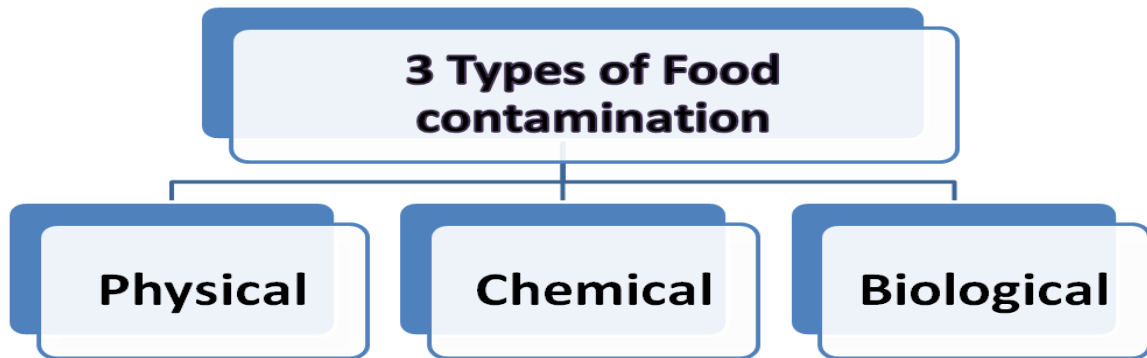 3 Types of Food
contamination
Physical
Chemical
Biological